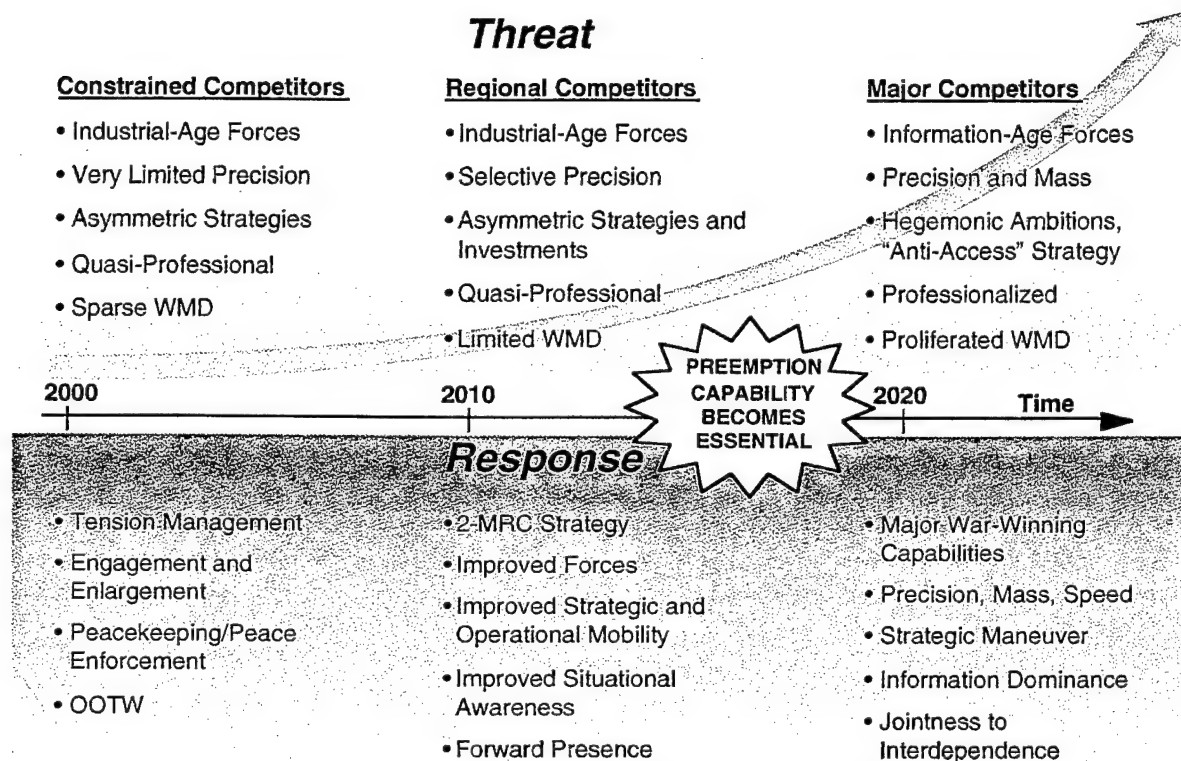 Threat
Constrained Competitors
• Industrial-Age Forces
• Very Limited Precision
• Asymmetric Strategies
• Quasi-Professional
• Sparse WMD
Regional Competitors
• Industrial-Age Forces
• Selective Precision
• Asymmetric Strategies and
Investments
• Quasi-Professional
• Limited WMD
Major Competitors
• Information-Age Forces
• Precision and Mass
• Hegemonic Ambitions,
"Anti-Access" Strategy
• Professionalized
• Proliferated WMD
PREEMPTION
CAPABILITY
BECOMES
ESSENTIAL
2000
2010
2020
Time
Response
• Tension Management
• Engagement and
Enlargement
• Peacekeeping/Peace
Enforcement
• OOTW
• 2-MRC Strategy
• Improved Forces
• Improved Strategic and
Operational Mobility
• Improved Situational
Awareness
• Forward Presence
• Major War-Winning
Capabilities
• Precision, Mass, Speed
• Strategic Maneuver
• Information Dominance
• Jointness to
Interdependence